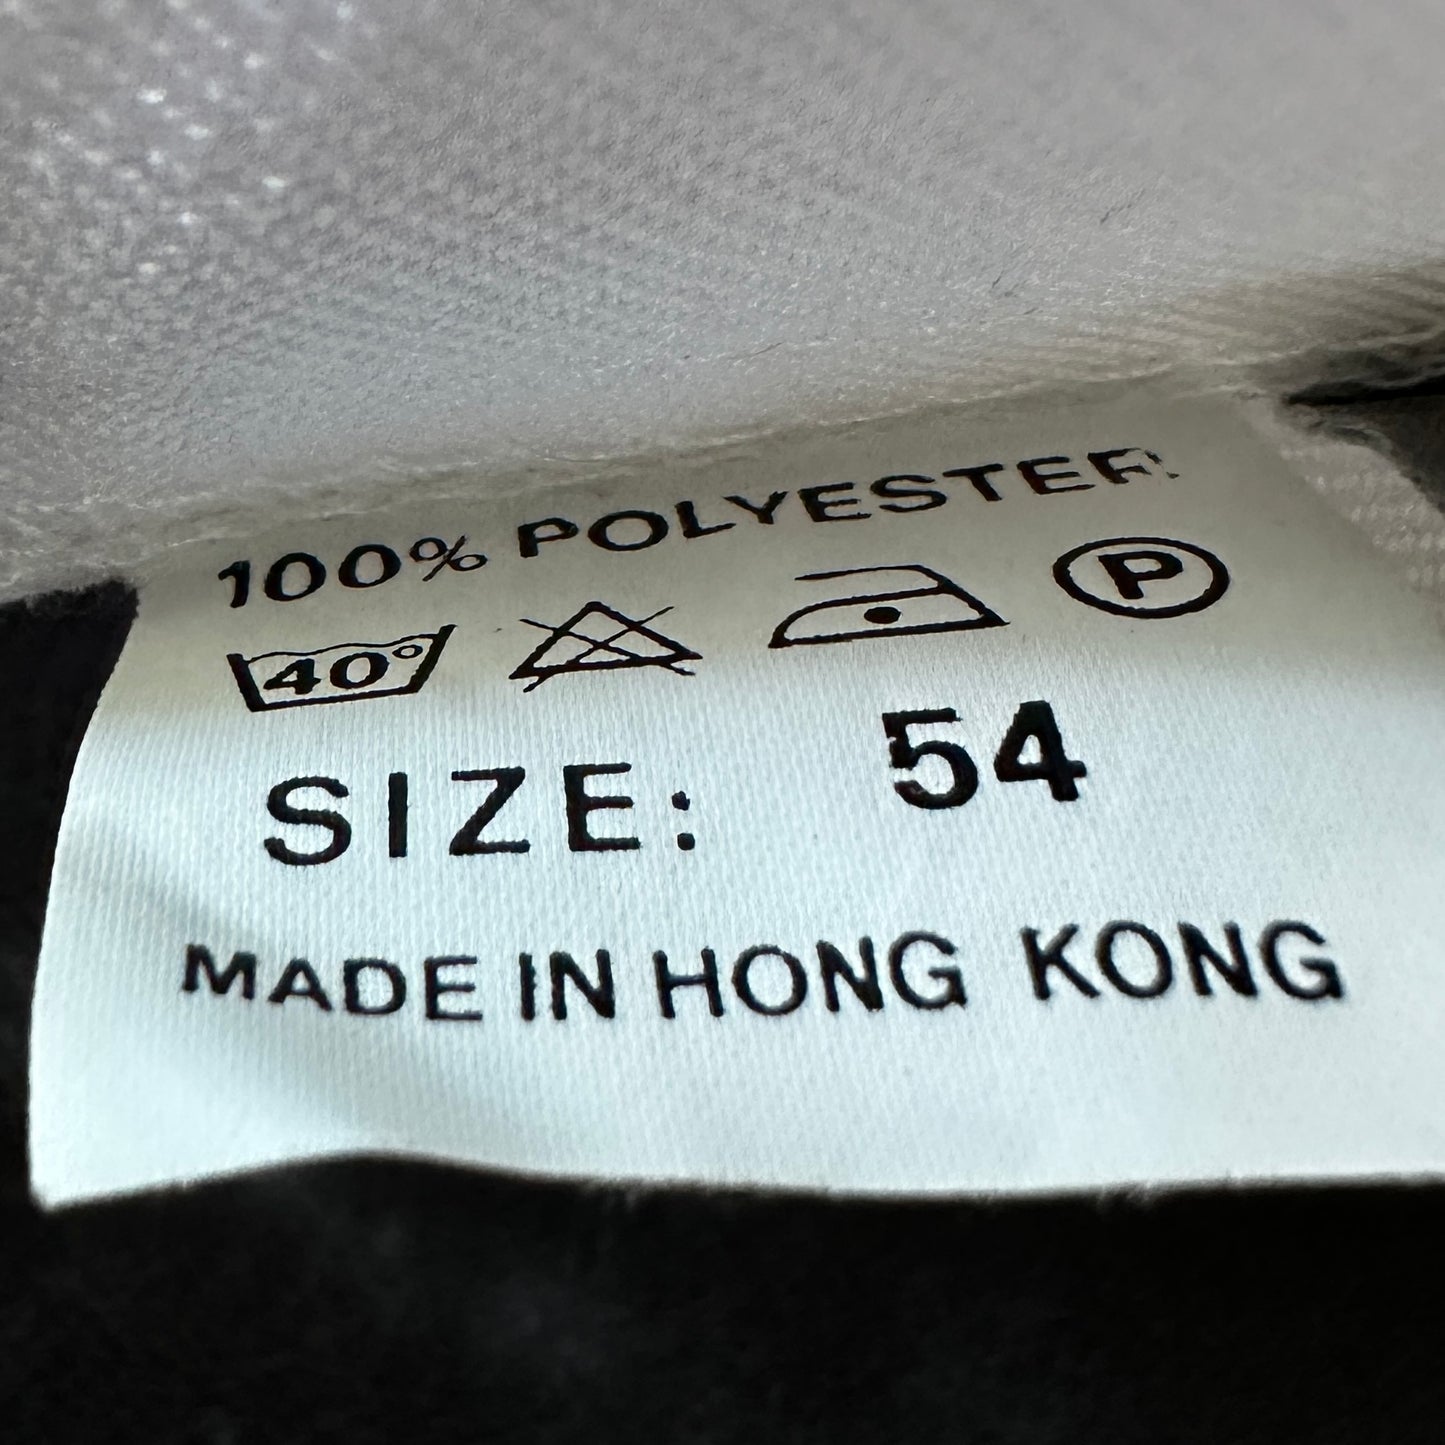 100% POLYESTER
40° P
SIZE: 54
MADE IN HONG KONG